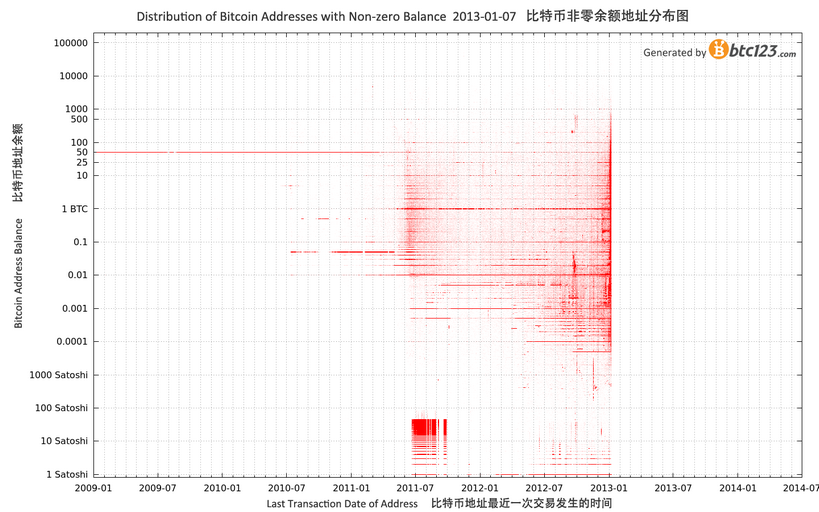 Distribution of Bitcoin Addresses with Non-zero Balance 2013-01-07 比特币非零余额地址分布图
Generated by btc123.com
Bitcoin Address Balance 比特币地址余额
100000
10000
1000
500
100
50
25
10
1 BTC
0.1
0.01
0.001
0.0001
1000 Satoshi
100 Satoshi
10 Satoshi
1 Satoshi
2009-01 2009-07 2010-01 2010-07 2011-01 2011-07 2012-01 2012-07 2013-01 2013-07 2014-01 2014-07
Last Transaction Date of Address 比特币地址最近一次交易发生的时间